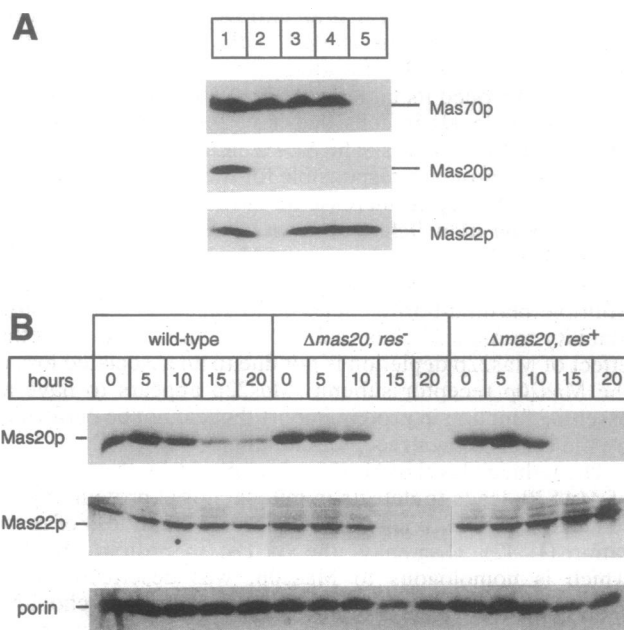 A
1 2 3 4 5
Mas70p
Mas20p
Mas22p
B
wild-type Δmas20, res⁻ Δmas20, res⁺
hours 0 5 10 15 20 0 5 10 15 20 0 5 10 15 20
Mas20p
Mas22p
porin